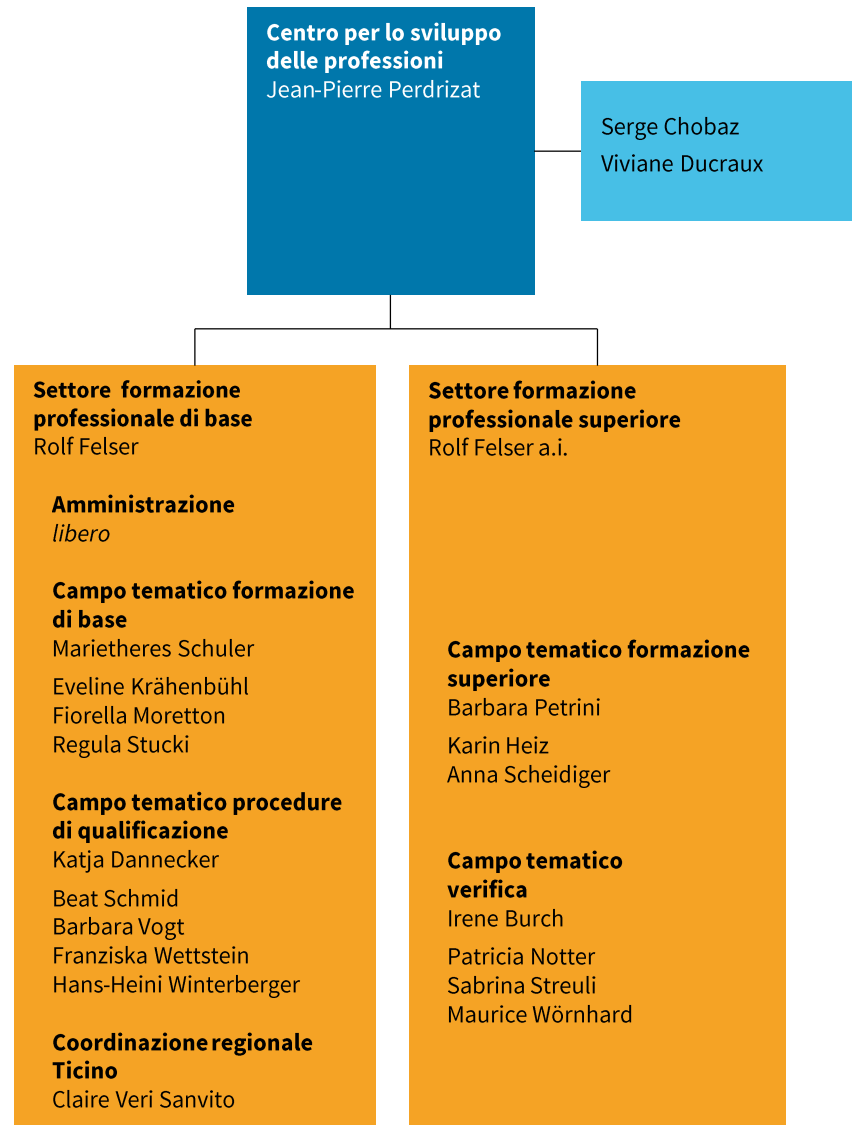 Centro per lo sviluppo
delle professioni
Jean-Pierre Perdrizat
Serge Chobaz
Viviane Ducraux
Settore formazione
professionale di base
Rolf Felser
Amministrazione
libero
Campo tematico formazione
di base
Marietheres Schuler
Eveline Krähenbühl
Fiorella Moretton
Regula Stucki
Campo tematico procedure
di qualificazione
Katja Dannecker
Beat Schmid
Barbara Vogt
Franziska Wettstein
Hans-Heini Winterberger
Coordinazione regionale
Ticino
Claire Veri Sanvito
Settore formazione
professionale superiore
Rolf Felser a.i.
Campo tematico formazione
superiore
Barbara Petrini
Karin Heiz
Anna Scheidiger
Campo tematico
verifica
Irene Burch
Patricia Notter
Sabrina Streuli
Maurice Wörnhard